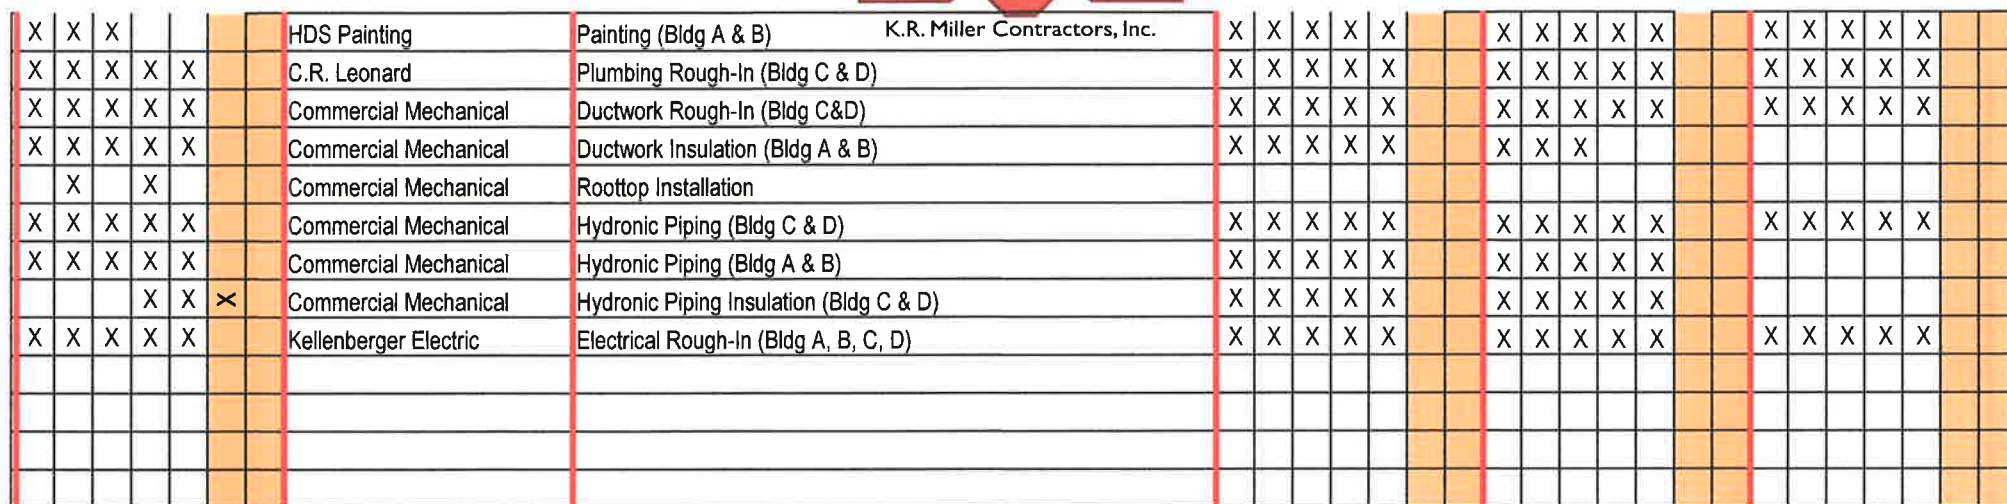 X X X HDS Painting Painting (Bldg A & B) K.R. Miller Contractors, Inc. X X X X X X X X X X X X X X X
X X X X X C.R. Leonard Plumbing Rough-In (Bldg C & D) X X X X X X X X X X X X X X X
X X X X X Commercial Mechanical Ductwork Rough-In (Bldg C&D) X X X X X X X X X X X X X X X
X X X X X Commercial Mechanical Ductwork Insulation (Bldg A & B) X X X X X X X X
X X Commercial Mechanical Roottop Installation
X X X X X Commercial Mechanical Hydronic Piping (Bldg C & D) X X X X X X X X X X X X X X X
X X X X X Commercial Mechanical Hydronic Piping (Bldg A & B) X X X X X X X X X X
X X X Commercial Mechanical Hydronic Piping Insulation (Bldg C & D) X X X X X X X X X X
X X X X X Kellenberger Electric Electrical Rough-In (Bldg A, B, C, D) X X X X X X X X X X X X X X X